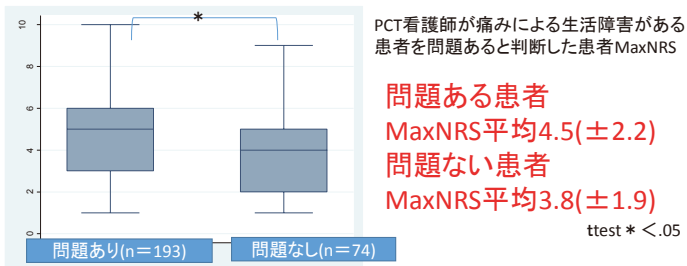 *
10
8
6
4
2
0
問題あり(n=193)
問題なし(n=74)
PCT看護師が痛みによる生活障害がある
患者を問題あると判断した患者MaxNRS
問題ある患者
MaxNRS平均4.5(±2.2)
問題ない患者
MaxNRS平均3.8(±1.9)
ttest*<.05